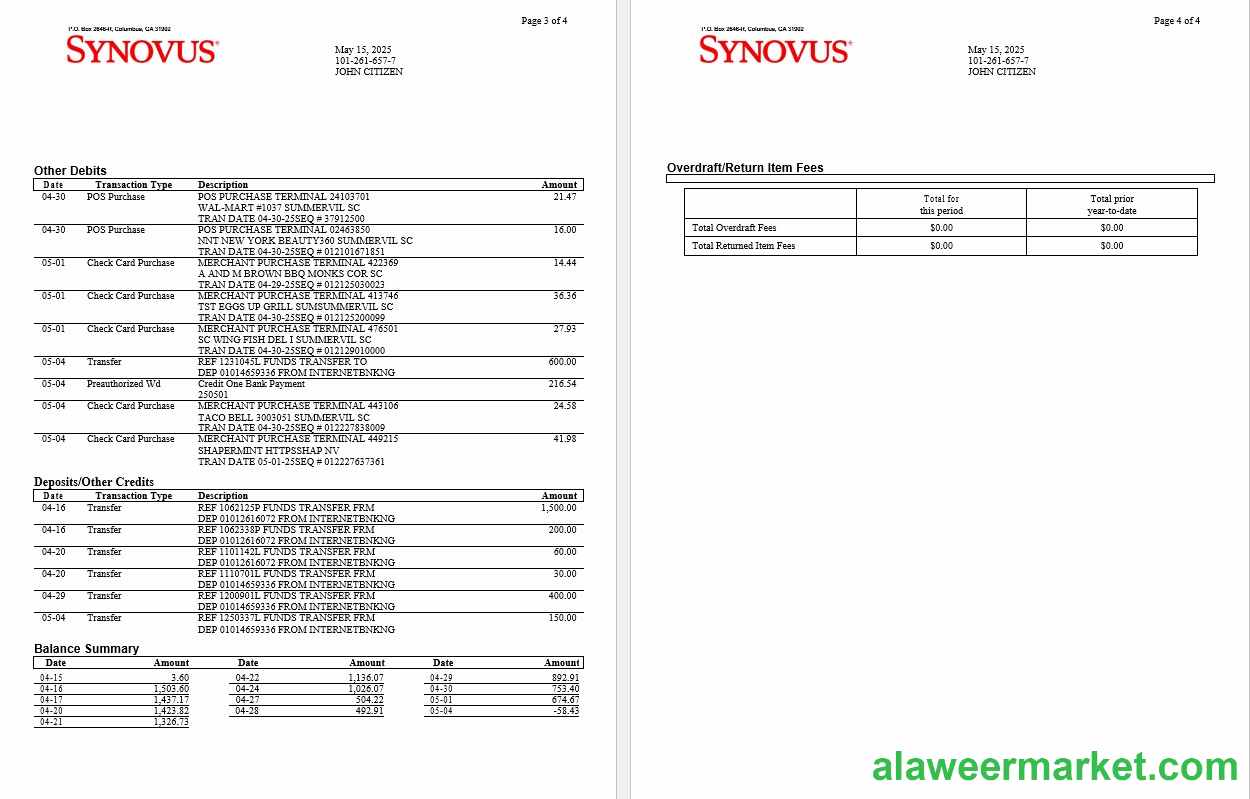 Page 3 of 4
P.O. Box 2646-H, Columbus, GA 31902
SYNOVUS®
May 15, 2025
101-261-657-7
JOHN CITIZEN
Other Debits
Date Transaction Type Description Amount
04-30 POS Purchase POS PURCHASE TERMINAL 24103701 21.47
WAL-MART #1037 SUMMERVIL SC
TRAN DATE 04-30-25SEQ # 37912500
04-30 POS Purchase POS PURCHASE TERMINAL 02463850 16.00
NNT NEW YORK BEAUTY360 SUMMERVIL SC
TRAN DATE 04-30-25SEQ # 012101671851
05-01 Check Card Purchase MERCHANT PURCHASE TERMINAL 422369 14.44
A AND M BROWN BBQ MONKS COR SC
TRAN DATE 04-29-25SEQ # 012125030023
05-01 Check Card Purchase MERCHANT PURCHASE TERMINAL 413746 36.36
TST EGGS UP GRILL SUMSUMMERVIL SC
TRAN DATE 04-30-25SEQ # 012125200099
05-01 Check Card Purchase MERCHANT PURCHASE TERMINAL 476501 27.93
SC WING FISH DEL I SUMMERVIL SC
TRAN DATE 04-30-25SEQ # 012129010000
05-04 Transfer REF 1231045L FUNDS TRANSFER TO 600.00
DEP 01014659336 FROM INTERNETBNKNG
05-04 Preauthorized Wd Credit One Bank Payment 216.54
250501
05-04 Check Card Purchase MERCHANT PURCHASE TERMINAL 443106 24.58
TACO BELL 3003051 SUMMERVIL SC
TRAN DATE 04-30-25SEQ # 012227838009
05-04 Check Card Purchase MERCHANT PURCHASE TERMINAL 449215 41.98
SHAPERMINT HTTPSSHAP NV
TRAN DATE 05-01-25SEQ # 012227637361
Deposits/Other Credits
Date Transaction Type Description Amount
04-16 Transfer REF 1062125P FUNDS TRANSFER FRM 1,500.00
DEP 01012616072 FROM INTERNETBNKNG
04-16 Transfer REF 1062338P FUNDS TRANSFER FRM 200.00
DEP 01012616072 FROM INTERNETBNKNG
04-20 Transfer REF 1101142L FUNDS TRANSFER FRM 60.00
DEP 01012616072 FROM INTERNETBNKNG
04-20 Transfer REF 1110701L FUNDS TRANSFER FRM 30.00
DEP 01014659336 FROM INTERNETBNKNG
04-29 Transfer REF 1200901L FUNDS TRANSFER FRM 400.00
DEP 01014659336 FROM INTERNETBNKNG
05-04 Transfer REF 1250337L FUNDS TRANSFER FRM 150.00
DEP 01014659336 FROM INTERNETBNKNG
Balance Summary
Date Amount Date Amount Date Amount
04-15 3.60 04-22 1,136.07 04-29 892.91
04-16 1,503.60 04-24 1,026.07 04-30 753.40
04-17 1,437.17 04-27 504.22 05-01 674.67
04-20 1,423.82 04-28 492.91 05-04 -58.43
04-21 1,326.73
Page 4 of 4
P.O. Box 2646-H, Columbus, GA 31902
SYNOVUS®
May 15, 2025
101-261-657-7
JOHN CITIZEN
Overdraft/Return Item Fees
Total for Total prior
this period year-to-date
Total Overdraft Fees $0.00 $0.00
Total Returned Item Fees $0.00 $0.00
alaweermarket.com